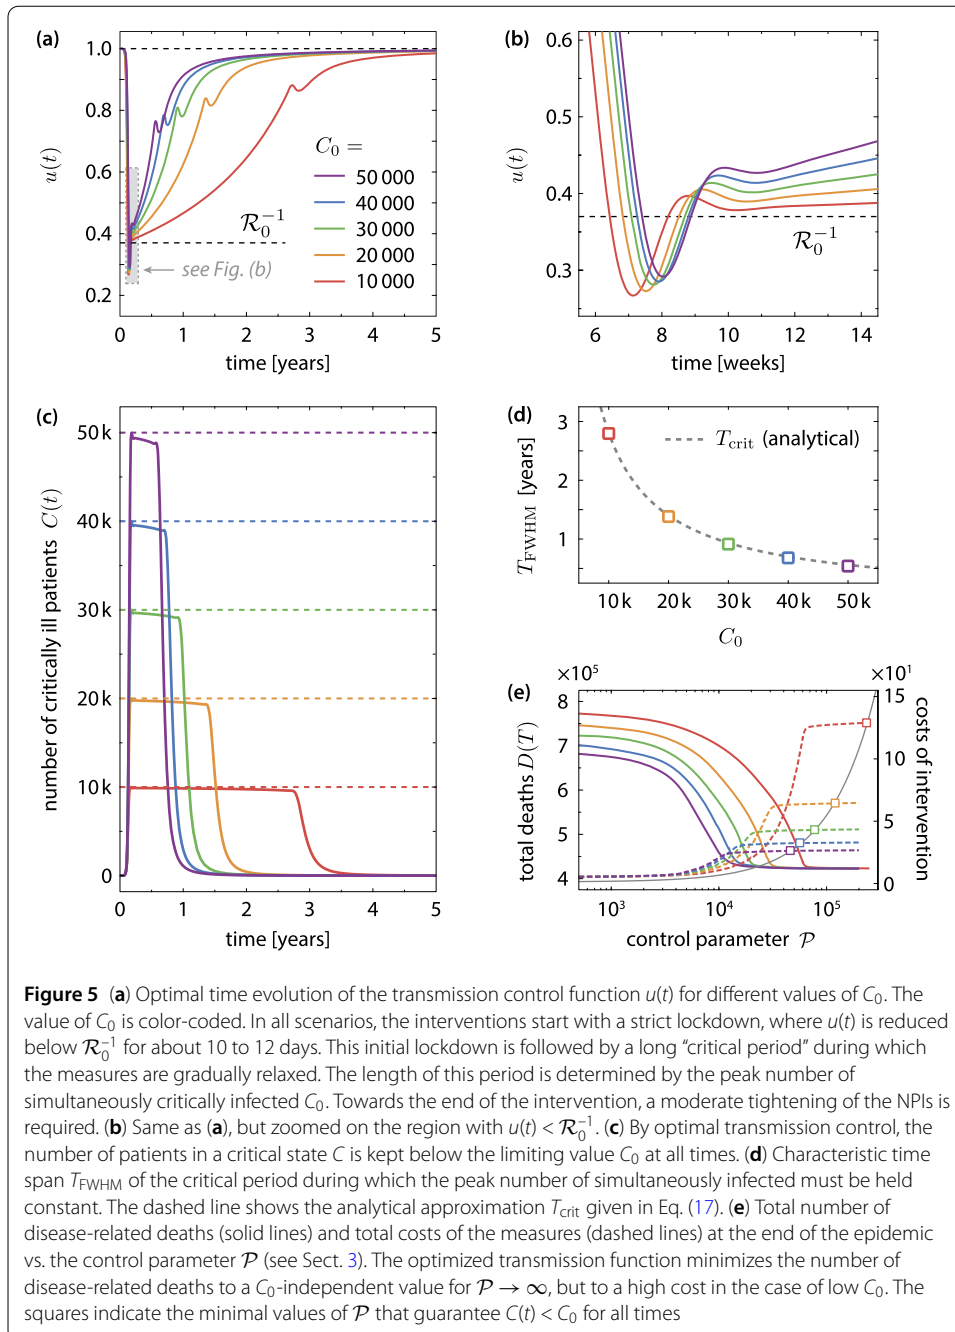 (a)
1.0
0.8
0.6
0.4
0.2
u(t)
C₀ =
50 000
40 000
30 000
20 000
10 000
R₀⁻¹
see Fig. (b)
0 1 2 3 4 5
time [years]
(b)
0.6
0.5
0.4
0.3
u(t)
R₀⁻¹
6 8 10 12 14
time [weeks]
(c)
50 k
40 k
30 k
20 k
10 k
0
number of critically ill patients C(t)
0 1 2 3 4 5
time [years]
(d)
3
2
1
T_FWHM [years]
T_crit (analytical)
10 k 20 k 30 k 40 k 50 k
C₀
(e)
×10⁵
×10¹
8
7
6
5
4
total deaths D(T)
15
10
5
0
costs of intervention
10³ 10⁴ 10⁵
control parameter P
Figure 5 (a) Optimal time evolution of the transmission control function u(t) for different values of C₀. The
value of C₀ is color-coded. In all scenarios, the interventions start with a strict lockdown, where u(t) is reduced
below R₀⁻¹ for about 10 to 12 days. This initial lockdown is followed by a long “critical period” during which
the measures are gradually relaxed. The length of this period is determined by the peak number of
simultaneously critically infected C₀. Towards the end of the intervention, a moderate tightening of the NPIs is
required. (b) Same as (a), but zoomed on the region with u(t) < R₀⁻¹. (c) By optimal transmission control, the
number of patients in a critical state C is kept below the limiting value C₀ at all times. (d) Characteristic time
span T_FWHM of the critical period during which the peak number of simultaneously infected must be held
constant. The dashed line shows the analytical approximation T_crit given in Eq. (17). (e) Total number of
disease-related deaths (solid lines) and total costs of the measures (dashed lines) at the end of the epidemic
vs. the control parameter P (see Sect. 3). The optimized transmission function minimizes the number of
disease-related deaths to a C₀-independent value for P → ∞, but to a high cost in the case of low C₀. The
squares indicate the minimal values of P that guarantee C(t) < C₀ for all times